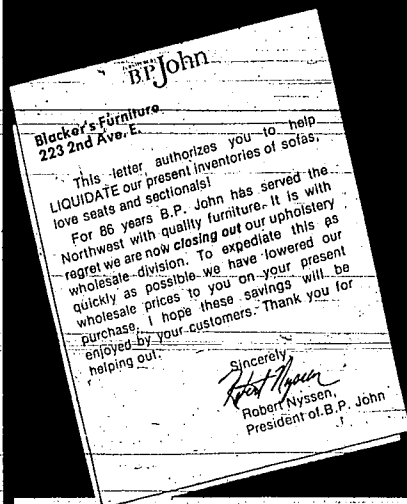 B.P. John
Blacker's Furniture
223 2nd Ave. E.
This letter authorizes you to help
LIQUIDATE our present inventories of sofas,
love seats and sectionals!
For 86 years B.P. John has served the
Northwest with quality furniture. It is with
regret we are now closing out our upholstery
wholesale division. To expediate this as
quickly as possible we have lowered our
wholesale prices to you on your present
purchase. I hope these savings will be
enjoyed by your customers. Thank you for
helping out.
Sincerely,
Robert Nyssen
Robert Nyssen,
President of B.P. John